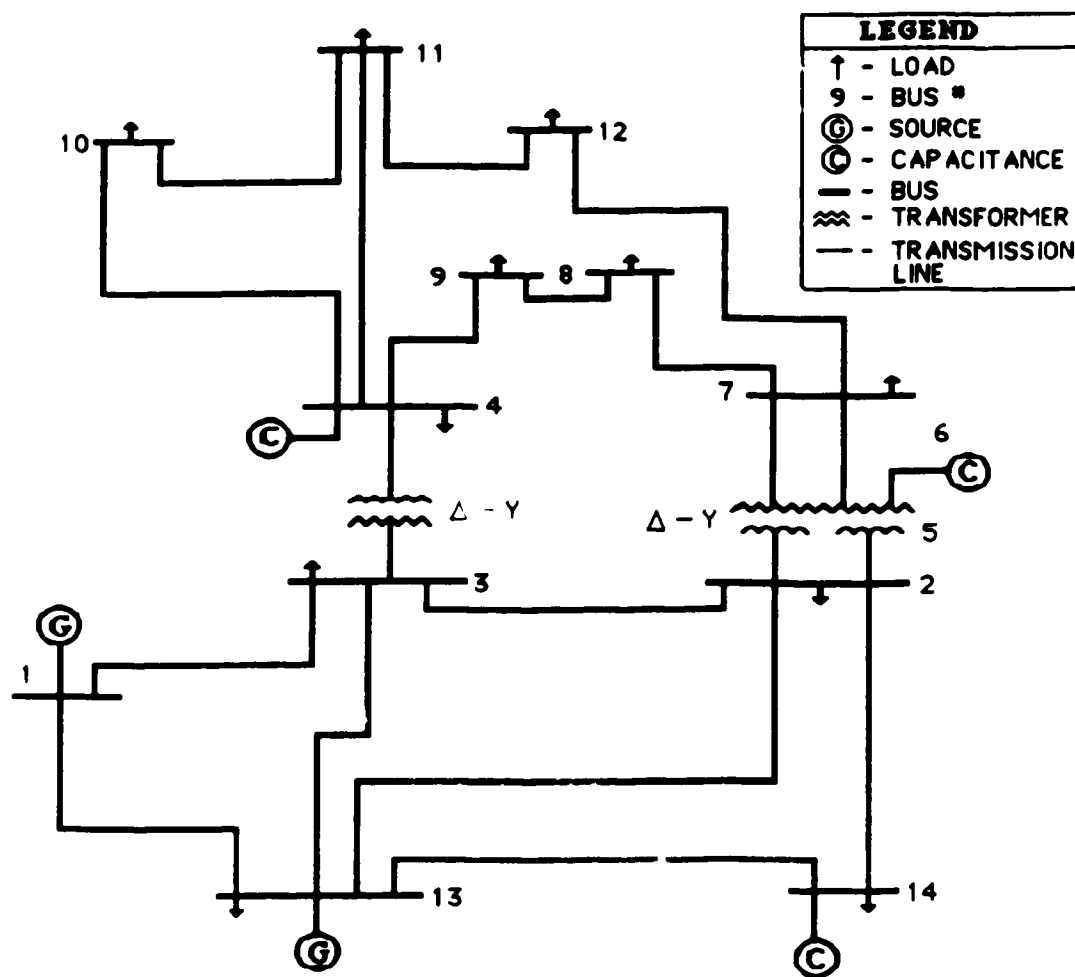 LEGEND
↑ - LOAD
9 - BUS #
G - SOURCE
C - CAPACITANCE
- BUS
- TRANSFORMER
- TRANSMISSION
LINE
11
10
12
9
8
7
4
C
6
C
Δ - Y
Δ - Y
5
3
2
G
1
13
14
G
C